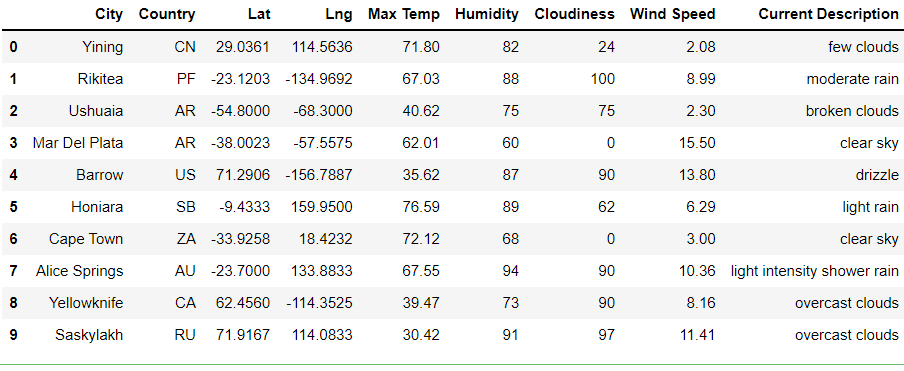 City Country Lat Lng Max Temp Humidity Cloudiness Wind Speed Current Description
0 Yining CN 29.0361 114.5636 71.80 82 24 2.08 few clouds
1 Rikitea PF -23.1203 -134.9692 67.03 88 100 8.99 moderate rain
2 Ushuaia AR -54.8000 -68.3000 40.62 75 75 2.30 broken clouds
3 Mar Del Plata AR -38.0023 -57.5575 62.01 60 0 15.50 clear sky
4 Barrow US 71.2906 -156.7887 35.62 87 90 13.80 drizzle
5 Honiara SB -9.4333 159.9500 76.59 89 62 6.29 light rain
6 Cape Town ZA -33.9258 18.4232 72.12 68 0 3.00 clear sky
7 Alice Springs AU -23.7000 133.8833 67.55 94 90 10.36 light intensity shower rain
8 Yellowknife CA 62.4560 -114.3525 39.47 73 90 8.16 overcast clouds
9 Saskylakh RU 71.9167 114.0833 30.42 91 97 11.41 overcast clouds